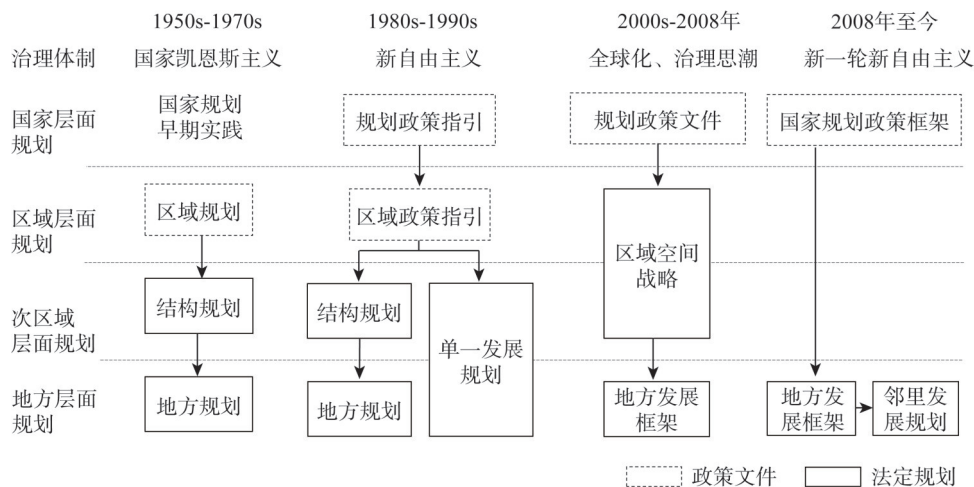 1950s-1970s 1980s-1990s 2000s-2008年 2008年至今
治理体制 国家凯恩斯主义 新自由主义 全球化、治理思潮 新一轮新自由主义
国家层面
规划
国家规划
早期实践
规划政策指引
规划政策文件
国家规划政策框架
区域层面
规划
区域规划
区域政策指引
区域空间
战略
次区域
层面规划
结构规划
结构规划
单一发展
规划
地方层面
规划
地方规划
地方规划
地方发展
框架
地方发
展框架
邻里发
展规划
政策文件 法定规划